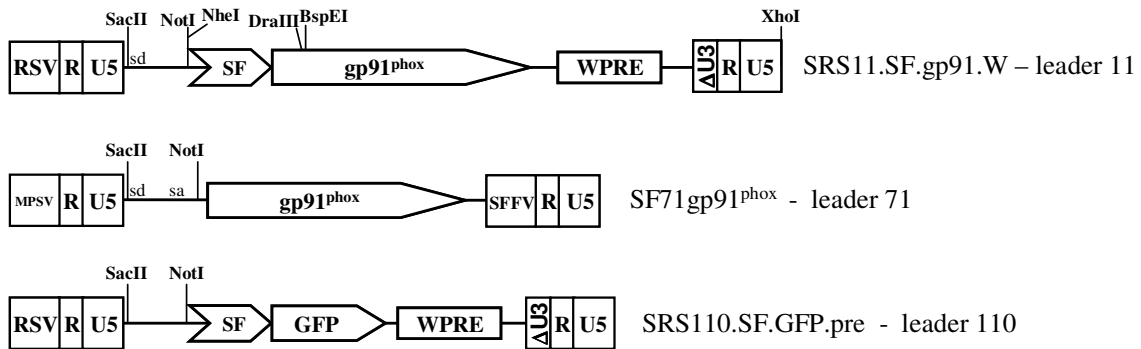 SacII NotI NheI DraIII BspEI XhoI
RSV R U5 sd SF gp91phox WPRE ΔU3 R U5 SRS11.SF.gp91.W – leader 11
SacII NotI
MPSV R U5 sd sa gp91phox SFFV R U5 SF71gp91phox - leader 71
SacII NotI
RSV R U5 SF GFP WPRE ΔU3 R U5 SRS110.SF.GFP.pre - leader 110